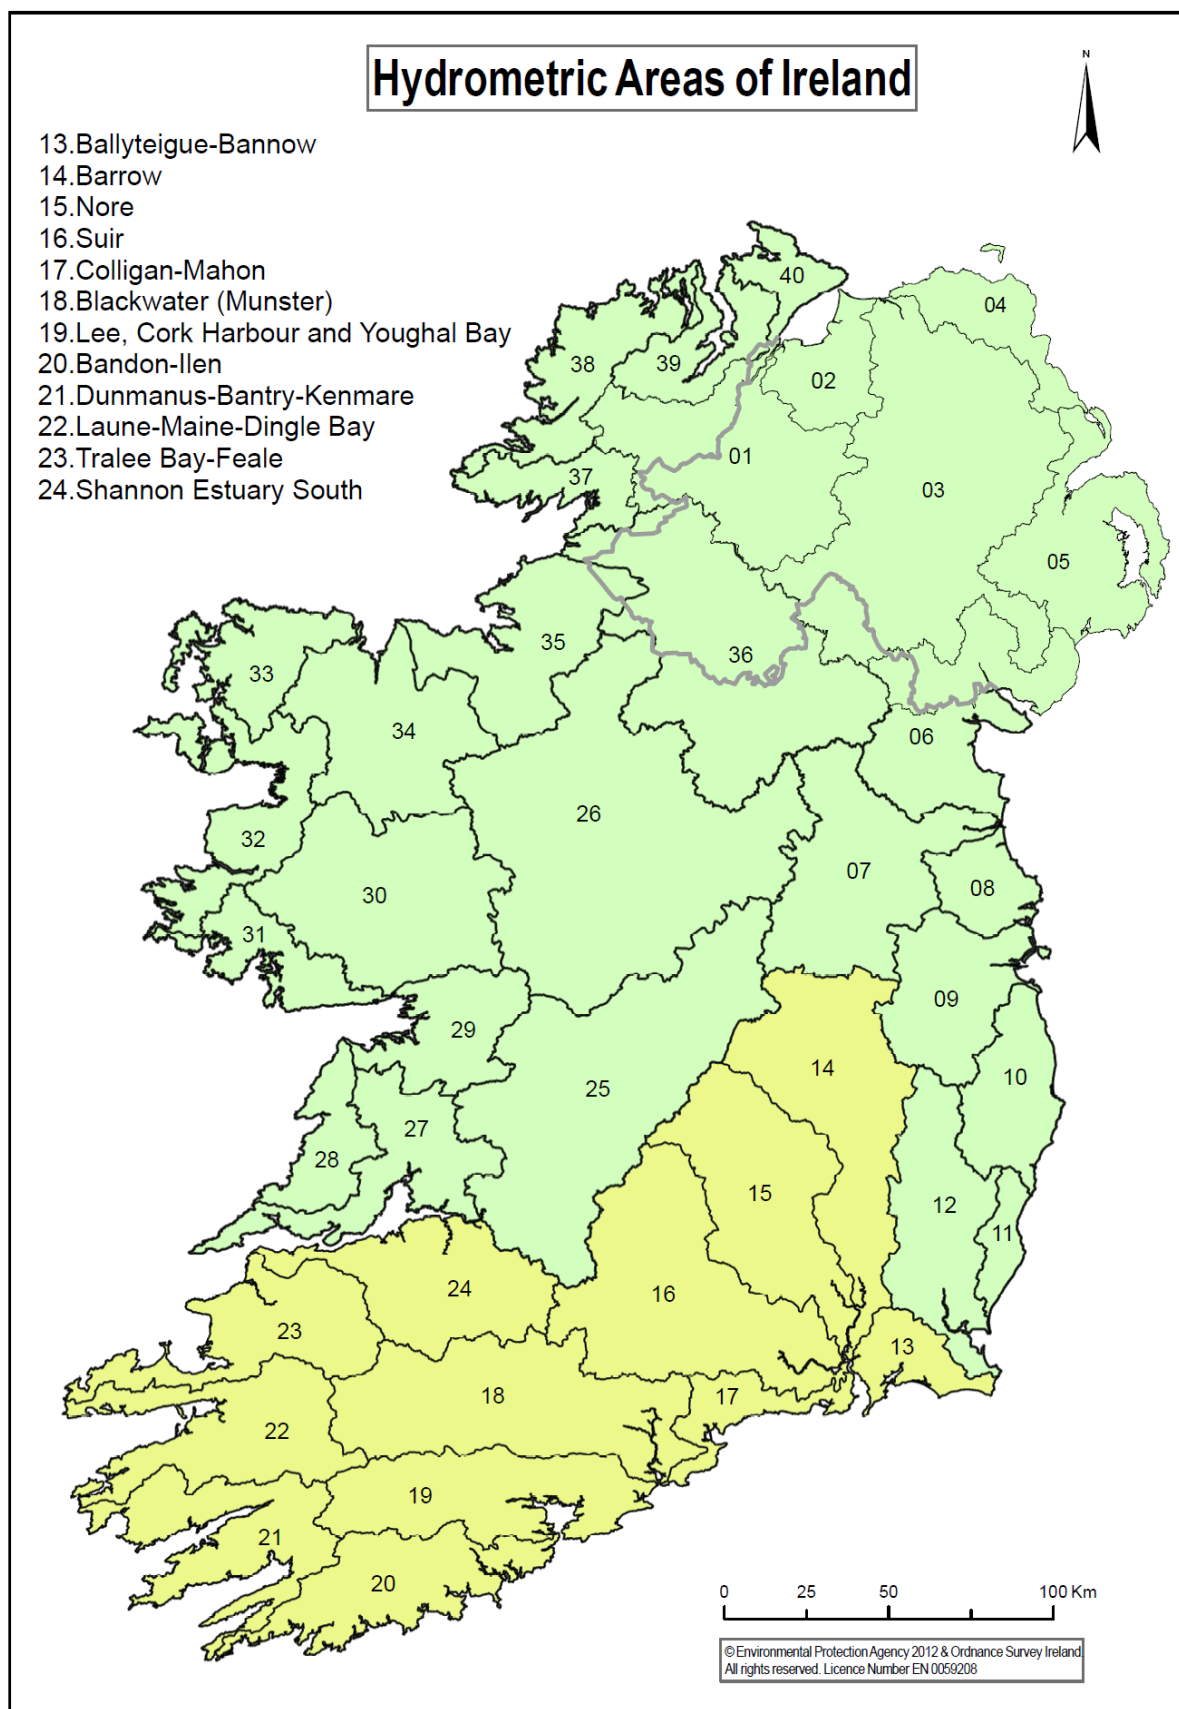 Hydrometric Areas of Ireland
N
13.Ballyteigue-Bannow
14.Barrow
15.Nore
16.Suir
17.Colligan-Mahon
18.Blackwater (Munster)
19.Lee, Cork Harbour and Youghal Bay
20.Bandon-Ilen
21.Dunmanus-Bantry-Kenmare
22.Laune-Maine-Dingle Bay
23.Tralee Bay-Feale
24.Shannon Estuary South
40
04
38
39
02
01
37
03
05
35
36
33
34
06
26
32
07
30
08
31
09
29
14
10
25
27
28
15
12
11
24
16
23
13
18
17
22
19
21
20
0 25 50 100 Km
© Environmental Protection Agency 2012 & Ordnance Survey Ireland.
All rights reserved. Licence Number EN 0059208